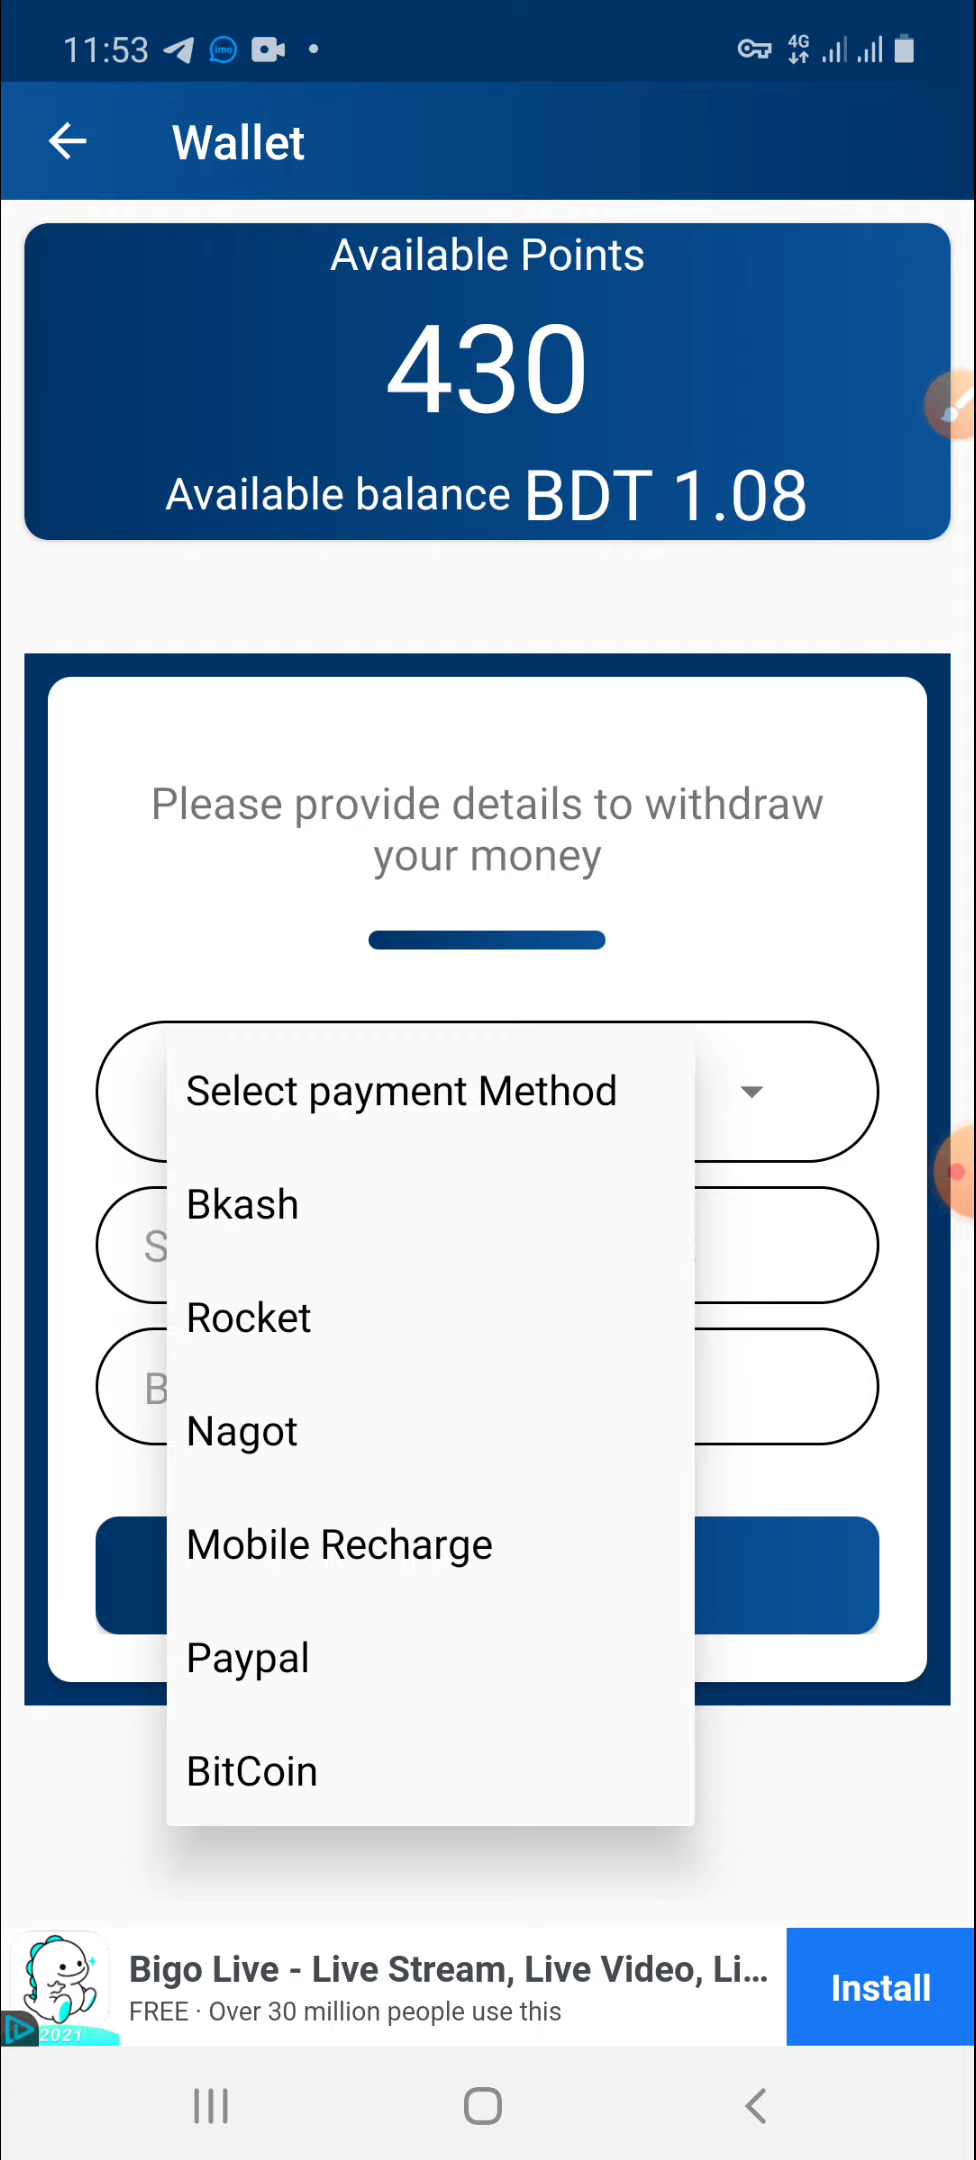 11:53
4G
Wallet
Available Points
430
Available balance BDT 1.08
Please provide details to withdraw
your money
Select payment Method
Bkash
S
Rocket
B
Nagot
Mobile Recharge
Paypal
BitCoin
Bigo Live - Live Stream, Live Video, Li...
FREE · Over 30 million people use this
Install
2021